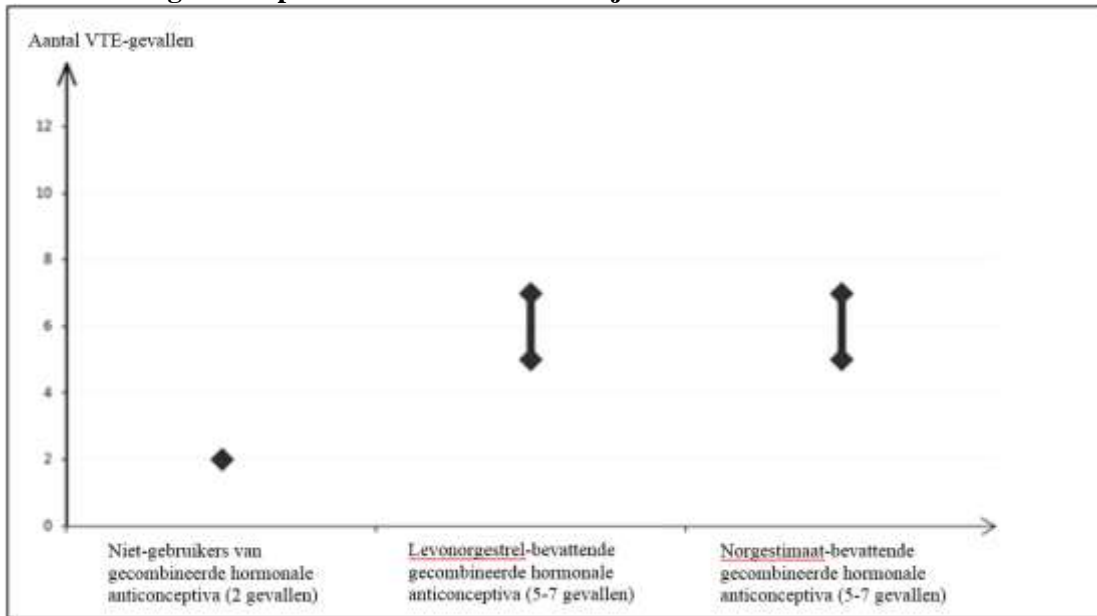 Aantal VTE-gevallen
12
10
8
6
4
2
0
Niet-gebruikers van
gecombineerde hormonale
anticonceptiva (2 gevallen)
Levonorgestrel-bevattende
gecombineerde hormonale
anticonceptiva (5-7 gevallen)
Norgestimaat-bevattende
gecombineerde hormonale
anticonceptiva (5-7 gevallen)